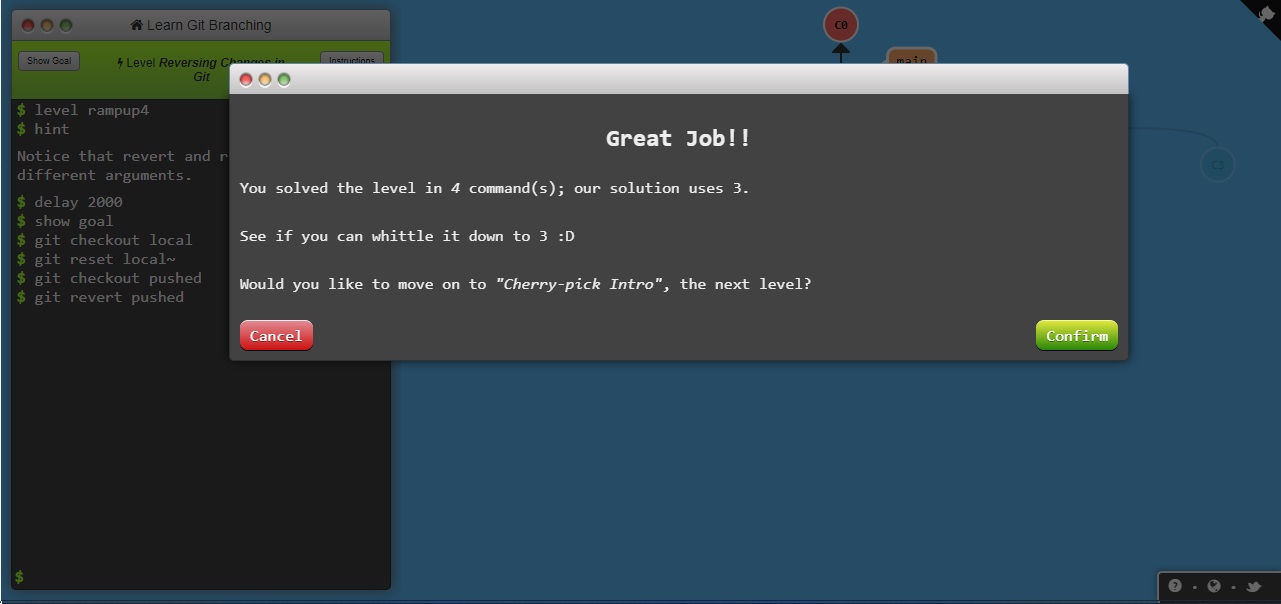 Learn Git Branching
C0
Show Goal
Level Reversing Changes in
Git
Instructions
main
$ level rampup4
$ hint
Notice that revert and r
different arguments.
$ delay 2000
$ show goal
$ git checkout local
$ git reset local~
$ git checkout pushed
$ git revert pushed
$
Great Job!!
You solved the level in 4 command(s); our solution uses 3.
See if you can whittle it down to 3 :D
Would you like to move on to "Cherry-pick Intro", the next level?
Cancel
Confirm